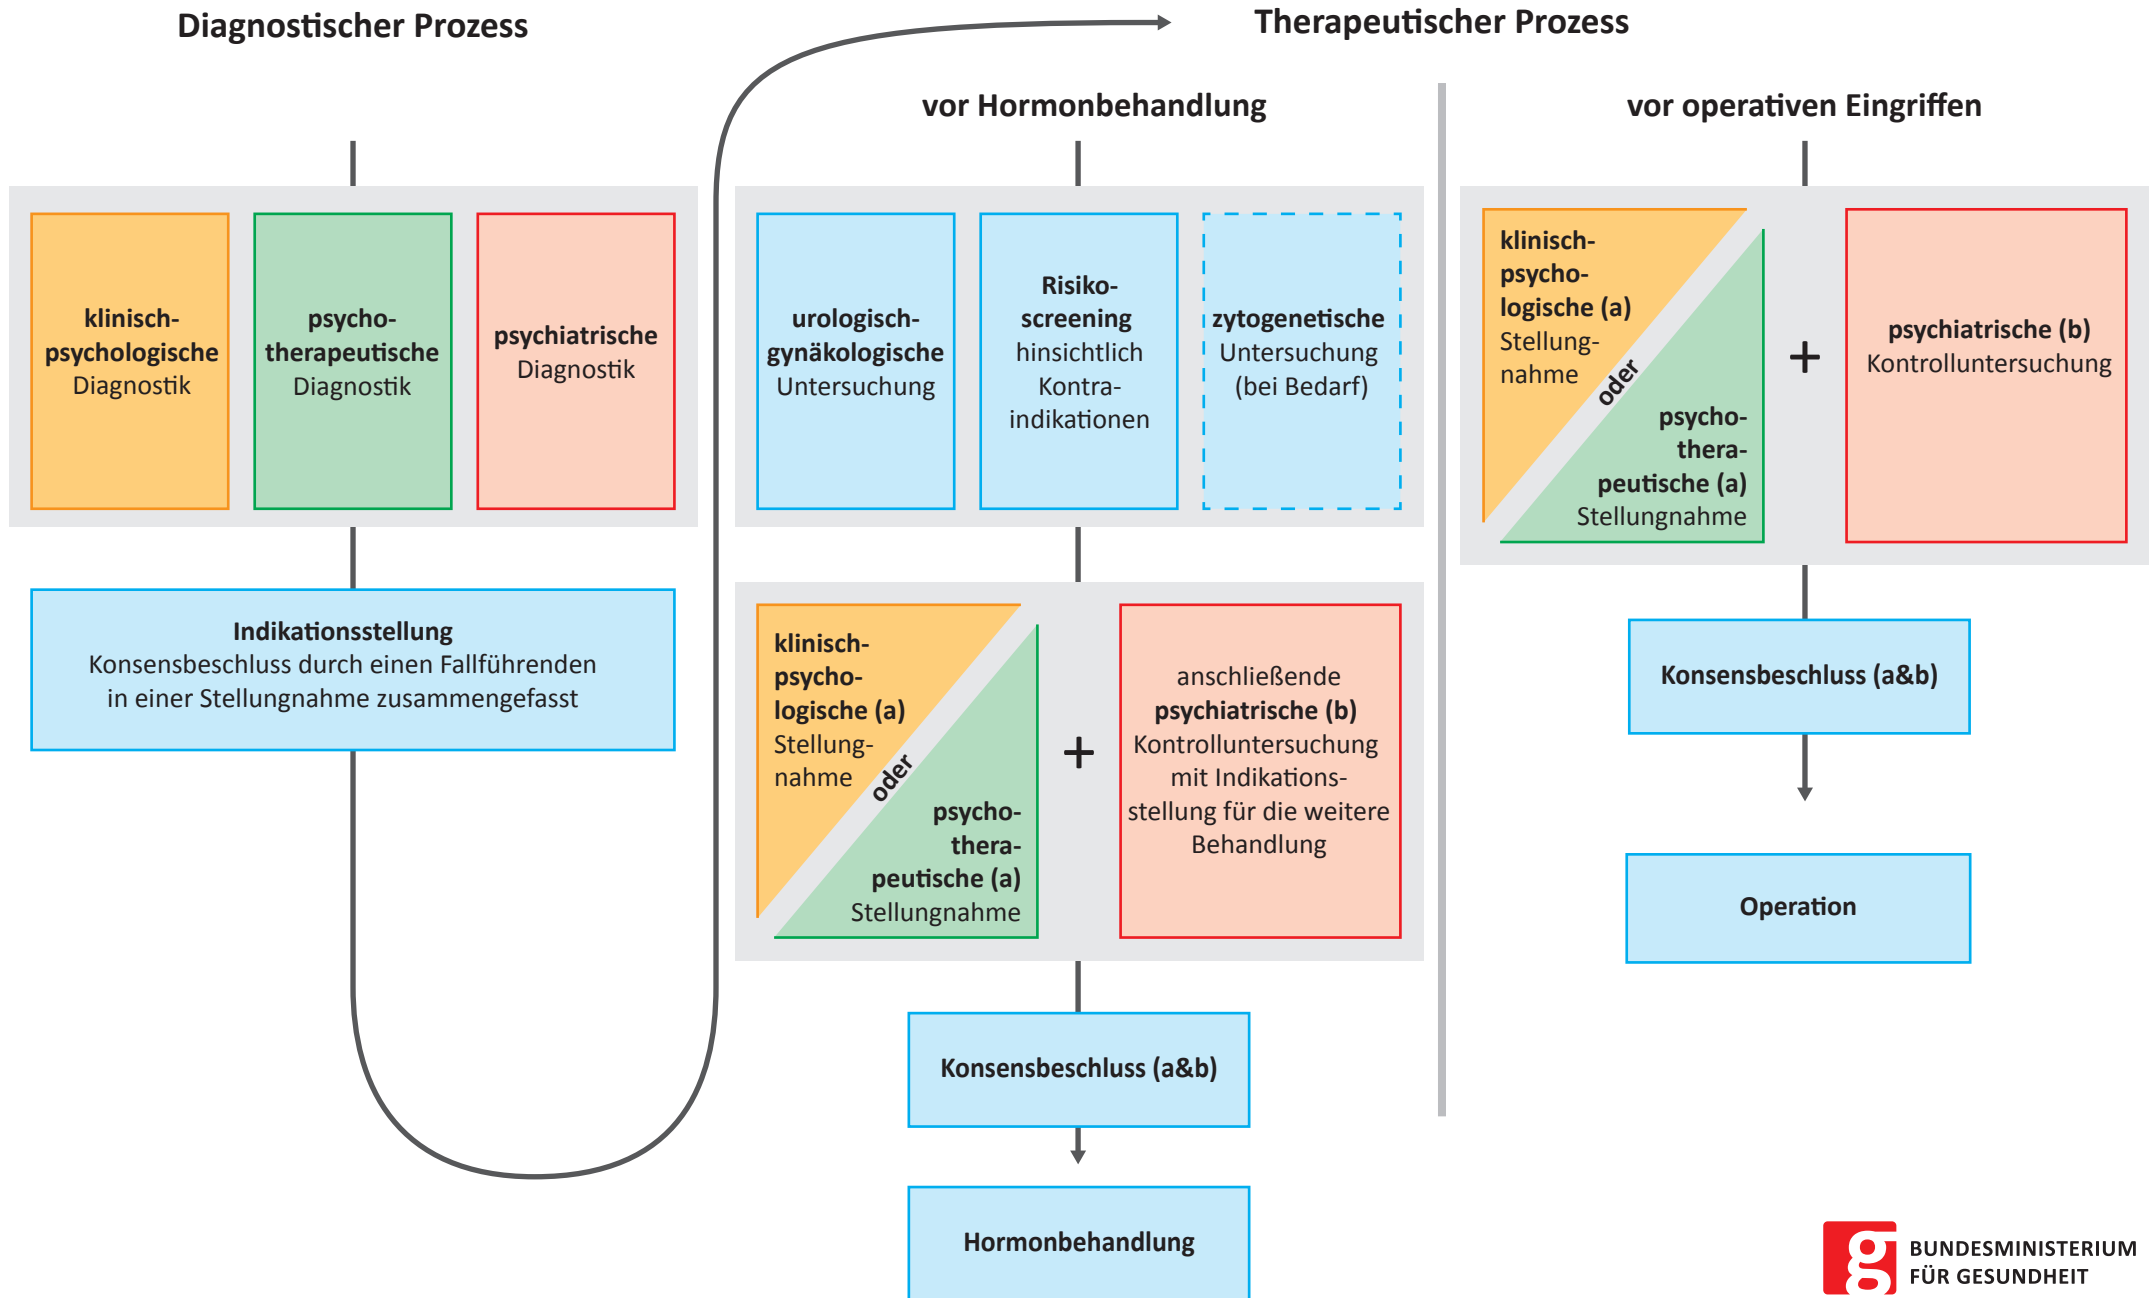 Diagnostischer Prozess
Therapeutischer Prozess
vor Hormonbehandlung
vor operativen Eingriffen
klinisch-
psychologische
Diagnostik
psycho-
therapeutische
Diagnostik
psychiatrische
Diagnostik
Indikationsstellung
Konsensbeschluss durch einen Fallführenden
in einer Stellungnahme zusammengefasst
urologisch-
gynäkologische
Untersuchung
Risiko-
screening
hinsichtlich
Kontra-
indikationen
zytogenetische
Untersuchung
(bei Bedarf)
klinisch-
psycho-
logische (a)
Stellung-
nahme
oder
psycho-
thera-
peutische (a)
Stellungnahme
+
anschließende
psychiatrische (b)
Kontrolluntersuchung
mit Indikations-
stellung für die weitere
Behandlung
Konsensbeschluss (a&b)
Hormonbehandlung
klinisch-
psycho-
logische (a)
Stellung-
nahme
oder
psycho-
thera-
peutische (a)
Stellungnahme
+
psychiatrische (b)
Kontrolluntersuchung
Konsensbeschluss (a&b)
Operation
g
BUNDESMINISTERIUM
FÜR GESUNDHEIT